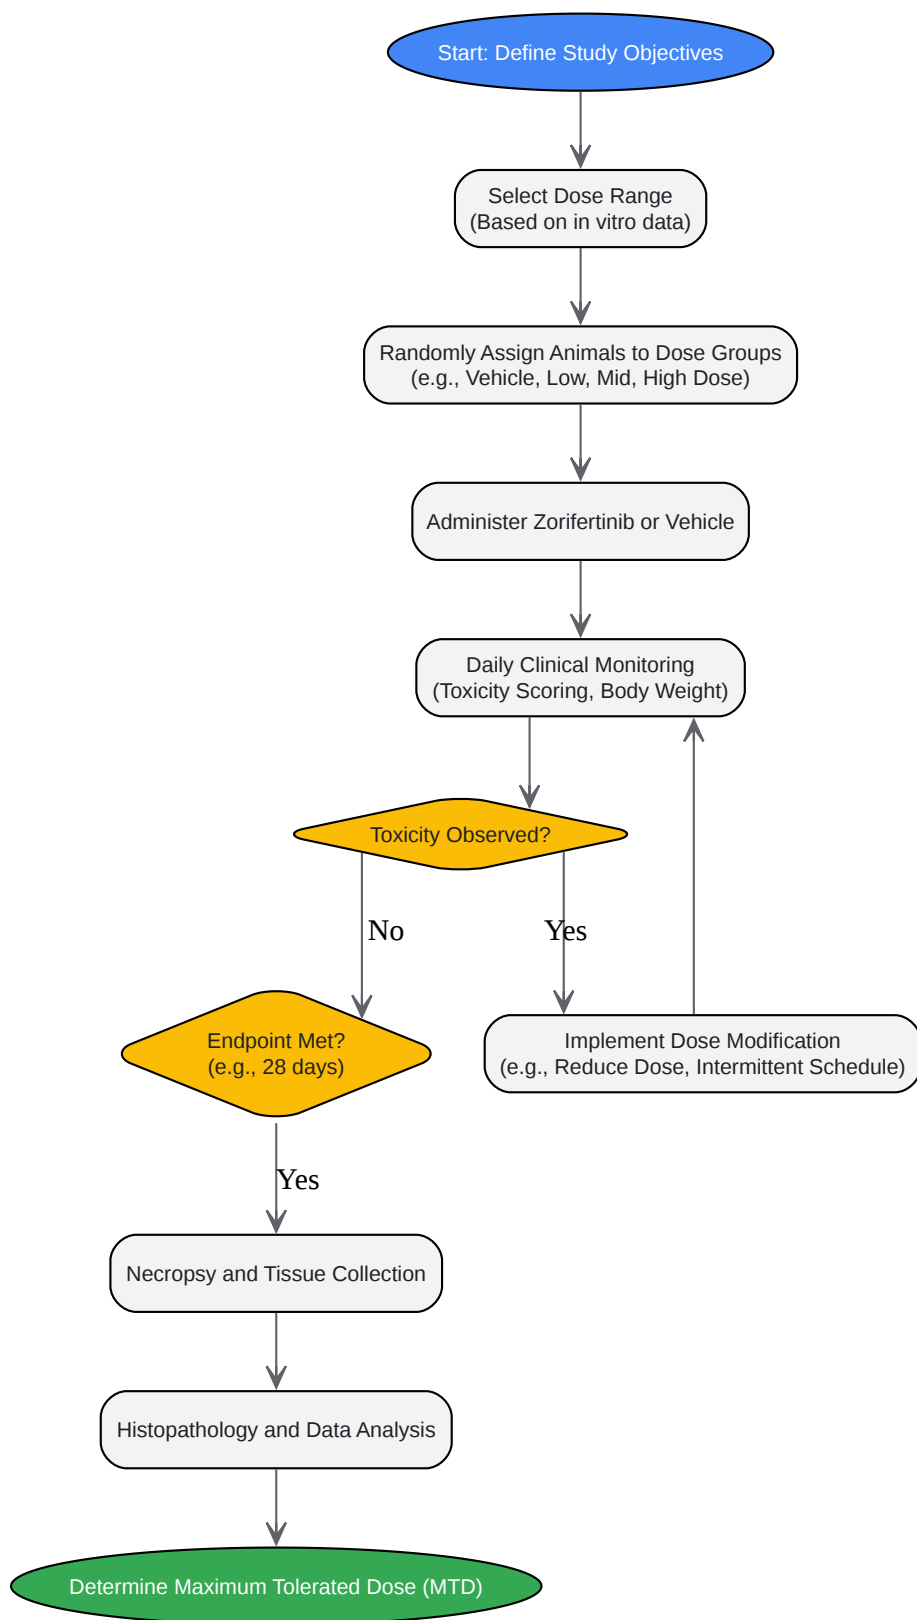 Start: Define Study Objectives
Select Dose Range
(Based on in vitro data)
Randomly Assign Animals to Dose Groups
(e.g., Vehicle, Low, Mid, High Dose)
Administer Zorifertinib or Vehicle
Daily Clinical Monitoring
(Toxicity Scoring, Body Weight)
Toxicity Observed?
No
Yes
Endpoint Met?
(e.g., 28 days)
Implement Dose Modification
(e.g., Reduce Dose, Intermittent Schedule)
Yes
Necropsy and Tissue Collection
Histopathology and Data Analysis
Determine Maximum Tolerated Dose (MTD)